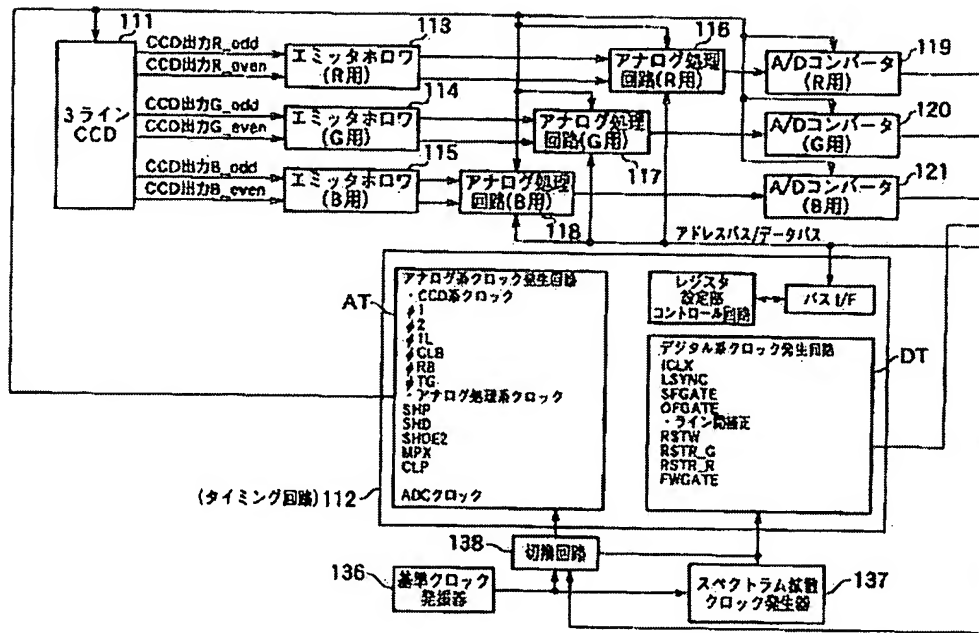 111
113
116
119
CCD出力R_odd
CCD出力R_even
エミッタホロワ
(R用)
アナログ処理
回路(R用)
A/Dコンバータ
(R用)
114
120
3ライン
CCD
CCD出力G_odd
CCD出力G_even
エミッタホロワ
(G用)
アナログ処理
回路(G用)
A/Dコンバータ
(G用)
115
117
121
CCD出力B_odd
CCD出力B_even
エミッタホロワ
(B用)
アナログ処理
回路(B用)
A/Dコンバータ
(B用)
118
アドレスバス/データバス
AT
アナログ系クロック発生回路
・CCD系クロック
φ1
φ2
φ1L
φCLB
φRB
φTG
・アナログ処理系クロック
SHP
SHD
SHDE2
MPX
CLP
ADCクロック
レジスタ
設定部
コントロール回路
バスI/F
DT
デジタル系クロック発生回路
ICLX
LSYNC
SFGATE
OFGATE
・ライン間補正
RSTW
RSTR_G
RSTR_R
FWGATE
(タイミング回路)112
138
切換回路
136
基準クロック
発振器
スペクトラム拡散
クロック発生器
137